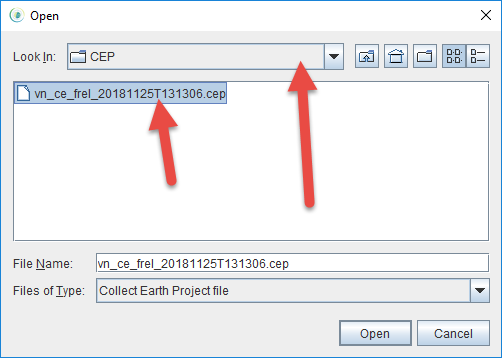 Open
Look In: CEP
vn_ce_frel_20181125T131306.cep
File Name: vn_ce_frel_20181125T131306.cep
Files of Type: Collect Earth Project file
Open Cancel